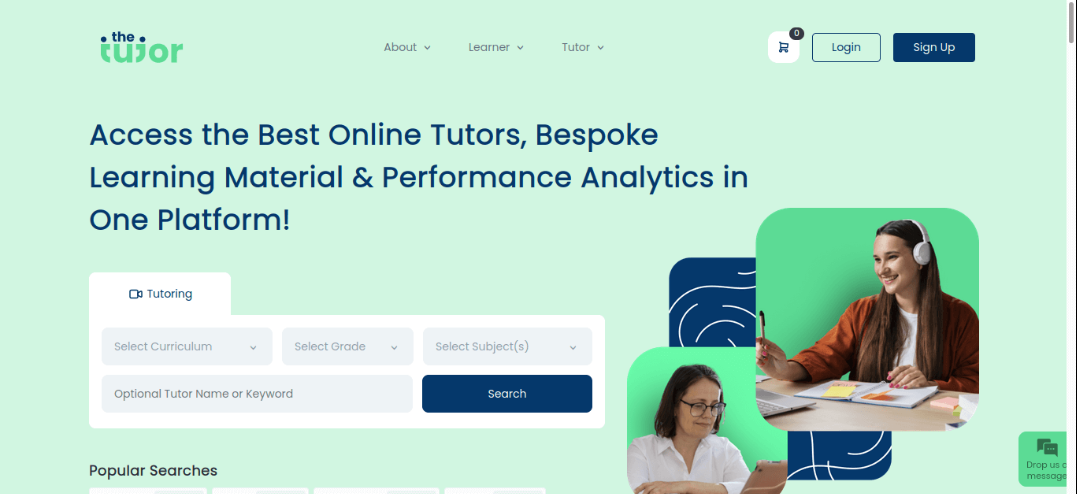 the
tutor
About
Learner
Tutor
0
Login
Sign Up
Access the Best Online Tutors, Bespoke
Learning Material & Performance Analytics in
One Platform!
Tutoring
Select Curriculum
Select Grade
Select Subject(s)
Optional Tutor Name or Keyword
Search
Popular Searches
Drop us a
message